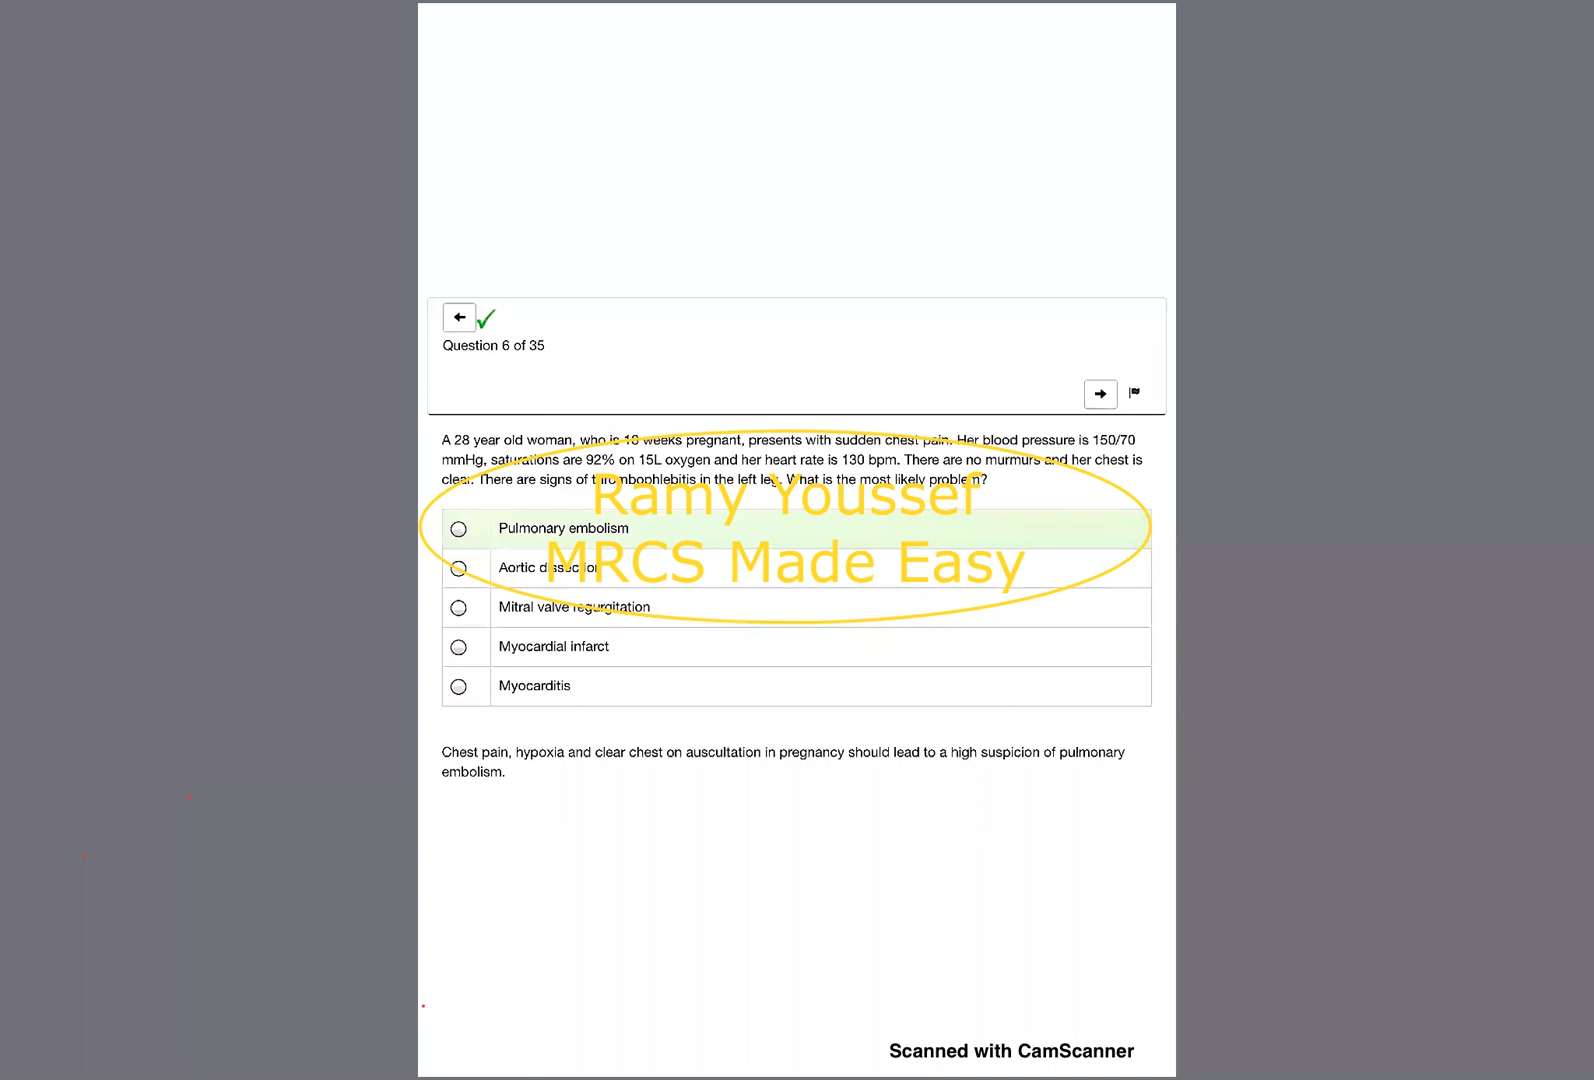 Question 6 of 35
A 28 year old woman, who is 18 weeks pregnant, presents with sudden chest pain. Her blood pressure is 150/70
mmHg, saturations are 92% on 15L oxygen and her heart rate is 130 bpm. There are no murmurs and her chest is
clear. There are signs of thrombophlebitis in the left leg. What is the most likely problem?
Ramy Youssef
Pulmonary embolism
MRCS Made Easy
Aortic dissection
Mitral valve regurgitation
Myocardial infarct
Myocarditis
Chest pain, hypoxia and clear chest on auscultation in pregnancy should lead to a high suspicion of pulmonary
embolism.
Scanned with CamScanner